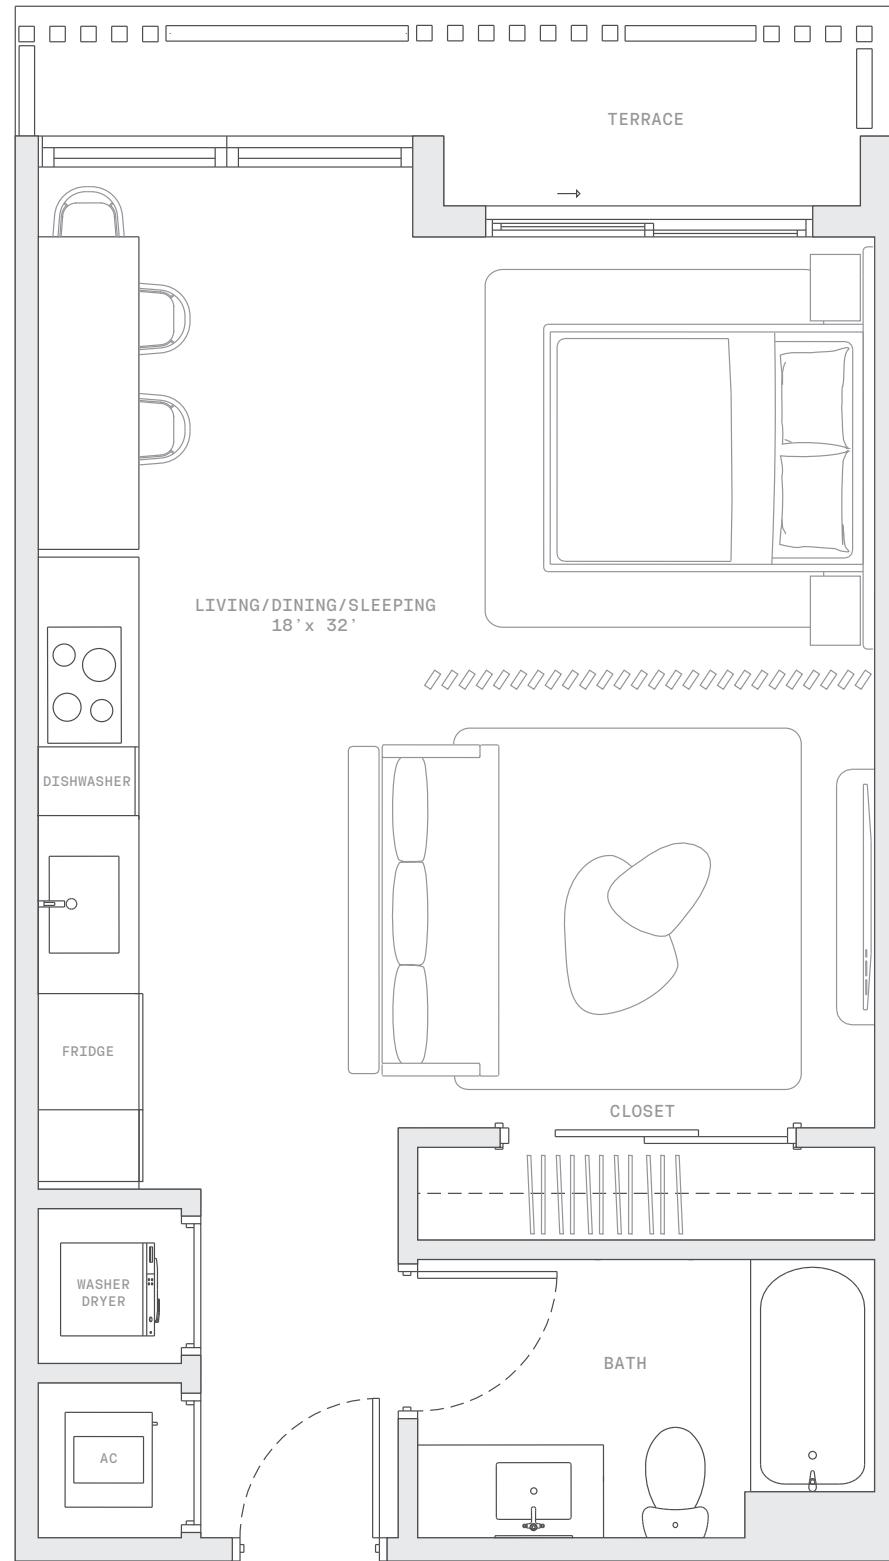 TERRACE
LIVING/DINING/SLEEPING
18'x 32'
DISHWASHER
FRIDGE
CLOSET
WASHER
DRYER
BATH
AC